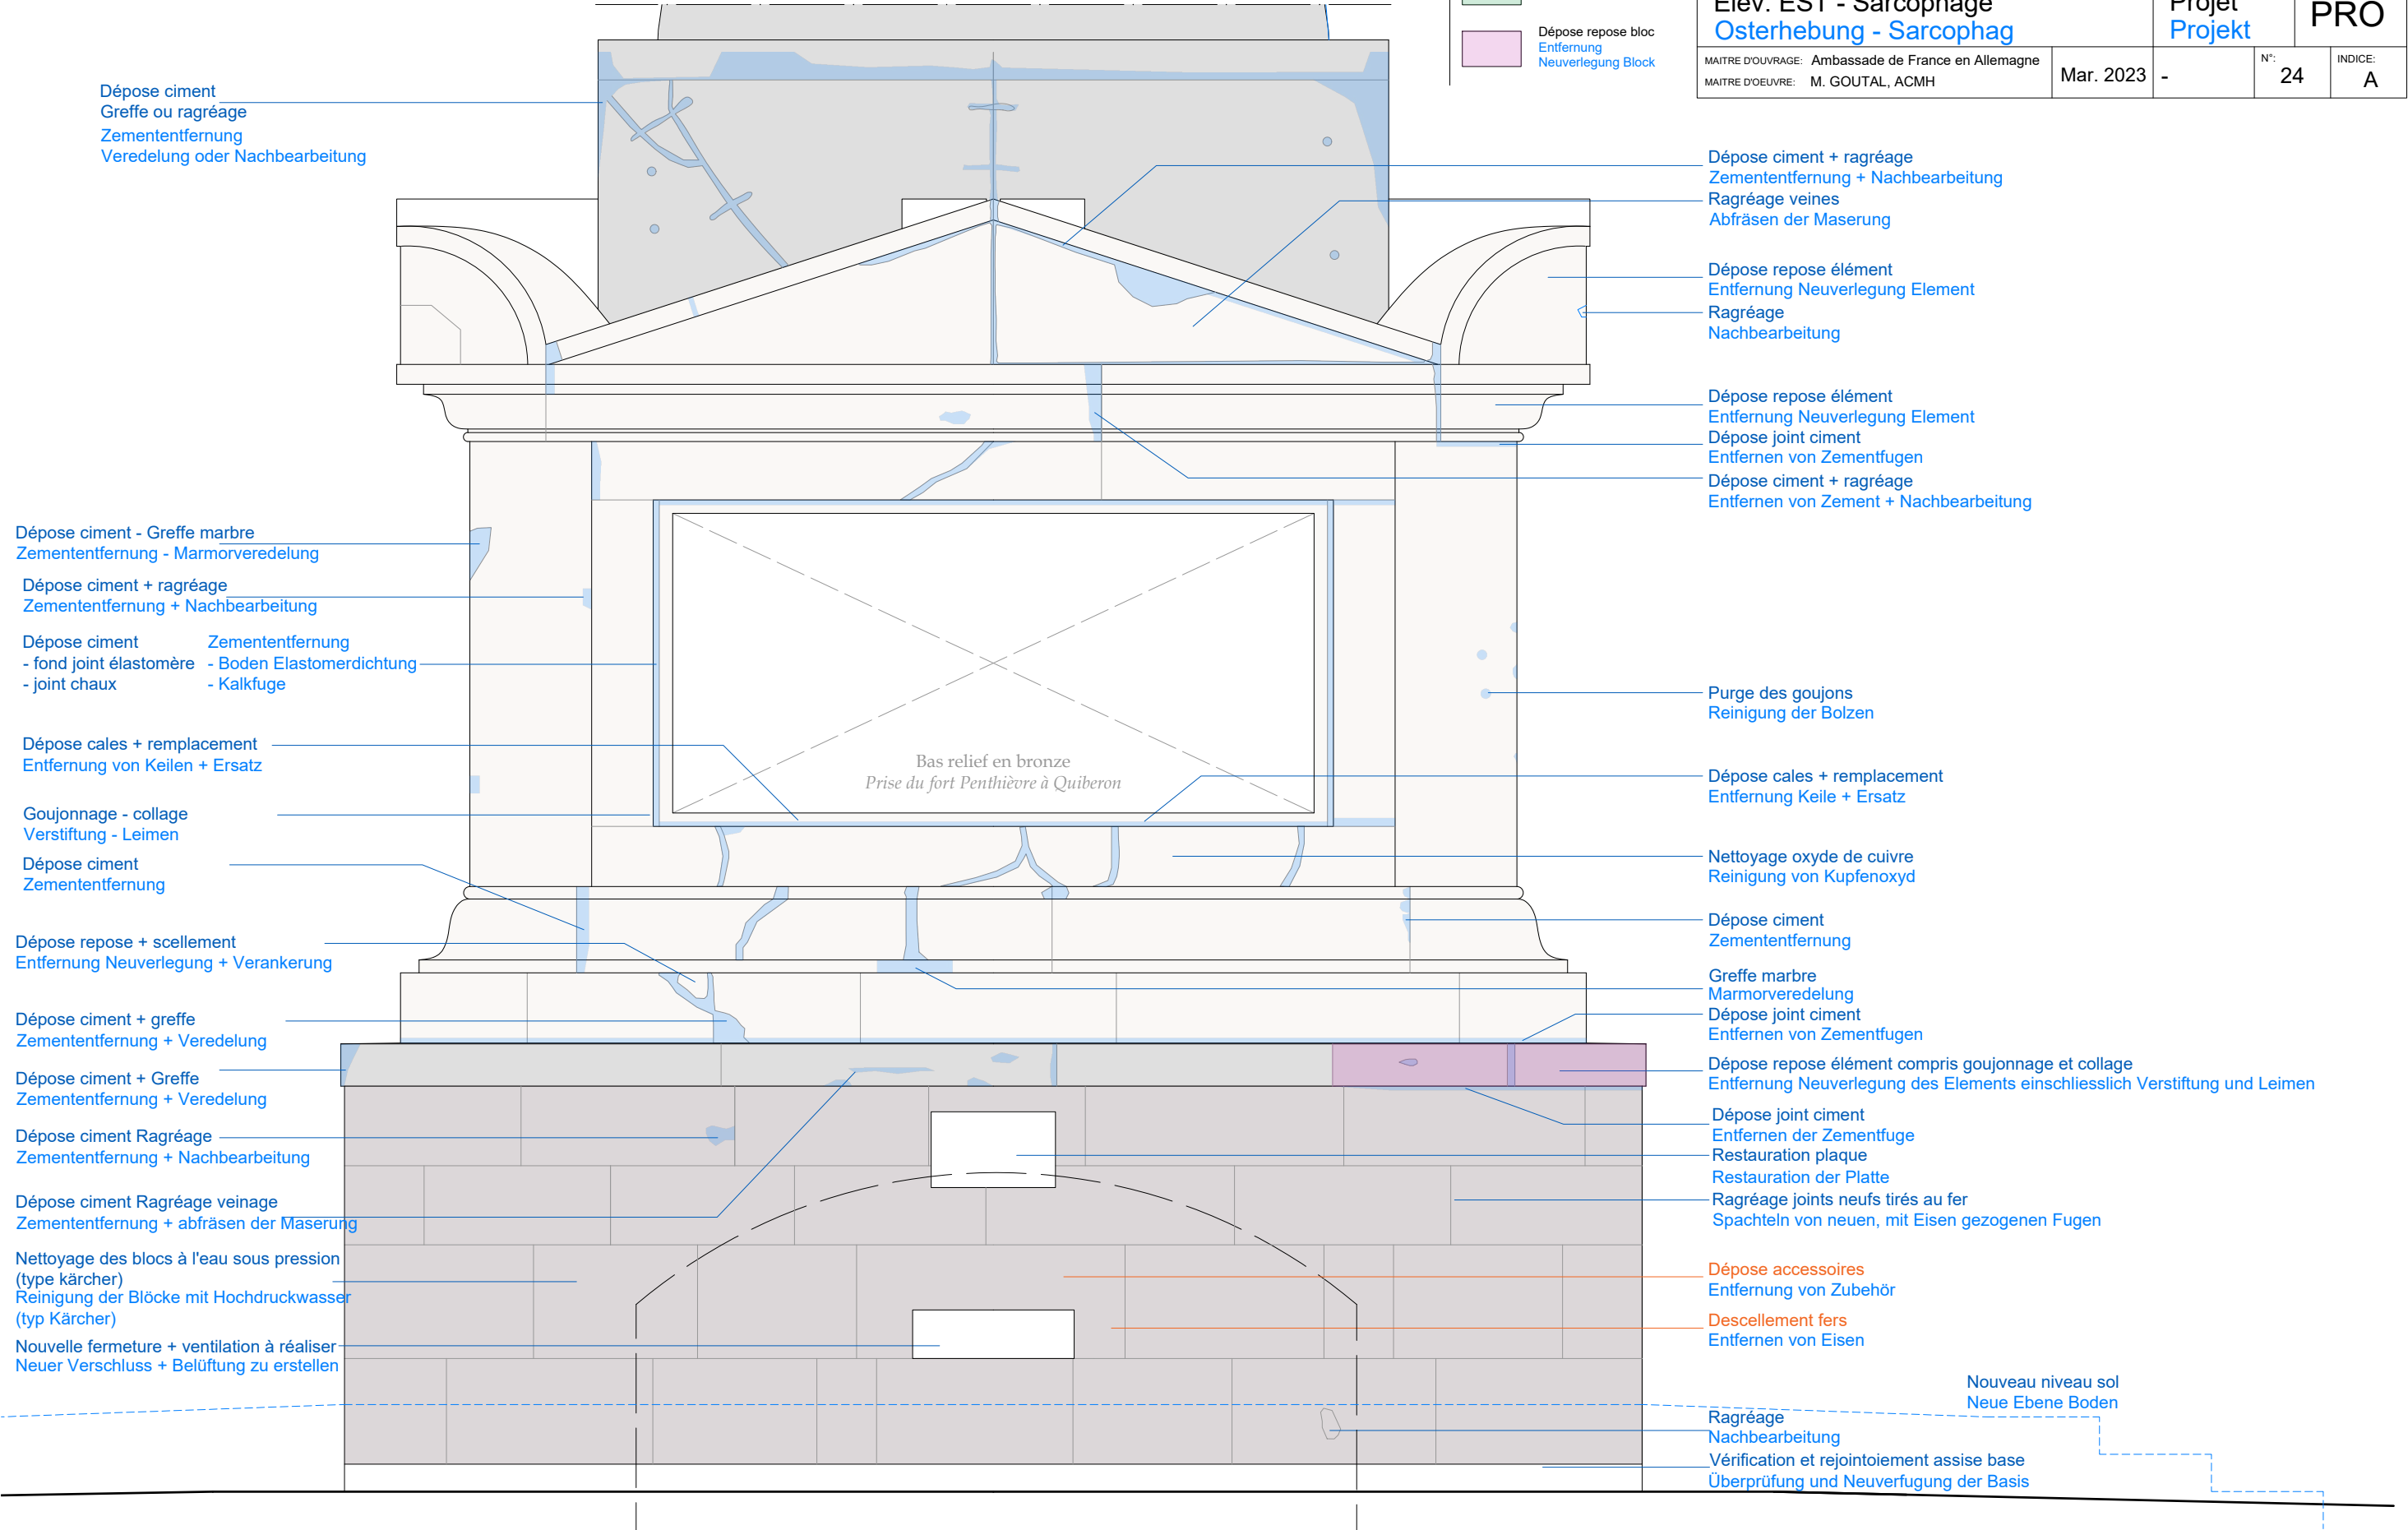 Elev. EST - Sarcophage
Osterhebung - Sarcophag
Projet
Projekt
PRO
MAITRE D'OUVRAGE: Ambassade de France en Allemagne
MAITRE D'OEUVRE: M. GOUTAL, ACMH
Mar. 2023
-
N°:
24
INDICE:
A
Dépose repose bloc
Entfernung
Neuverlegung Block
Dépose ciment
Greffe ou ragréage
Zemententfernung
Veredelung oder Nachbearbeitung
Dépose ciment - Greffe marbre
Zemententfernung - Marmorveredelung
Dépose ciment + ragréage
Zemententfernung + Nachbearbeitung
Dépose ciment
- fond joint élastomère
- joint chaux
Zemententfernung
- Boden Elastomerdichtung
- Kalkfuge
Dépose cales + remplacement
Entfernung von Keilen + Ersatz
Goujonnage - collage
Verstiftung - Leimen
Dépose ciment
Zemententfernung
Dépose repose + scellement
Entfernung Neuverlegung + Verankerung
Dépose ciment + greffe
Zemententfernung + Veredelung
Dépose ciment + Greffe
Zemententfernung + Veredelung
Dépose ciment Ragréage
Zemententfernung + Nachbearbeitung
Dépose ciment Ragréage veinage
Zemententfernung + abfräsen der Maserung
Nettoyage des blocs à l'eau sous pression
(type kärcher)
Reinigung der Blöcke mit Hochdruckwasser
(typ Kärcher)
Nouvelle fermeture + ventilation à réaliser
Neuer Verschluss + Belüftung zu erstellen
Bas relief en bronze
Prise du fort Penthièvre à Quiberon
Dépose ciment + ragréage
Zemententfernung + Nachbearbeitung
Ragréage veines
Abfräsen der Maserung
Dépose repose élément
Entfernung Neuverlegung Element
Ragréage
Nachbearbeitung
Dépose repose élément
Entfernung Neuverlegung Element
Dépose joint ciment
Entfernen von Zementfugen
Dépose ciment + ragréage
Entfernen von Zement + Nachbearbeitung
Purge des goujons
Reinigung der Bolzen
Dépose cales + remplacement
Entfernung Keile + Ersatz
Nettoyage oxyde de cuivre
Reinigung von Kupfenoxyd
Dépose ciment
Zemententfernung
Greffe marbre
Marmorveredelung
Dépose joint ciment
Entfernen von Zementfugen
Dépose repose élément compris goujonnage et collage
Entfernung Neuverlegung des Elements einschliesslich Verstiftung und Leimen
Dépose joint ciment
Entfernen der Zementfuge
Restauration plaque
Restauration der Platte
Ragréage joints neufs tirés au fer
Spachteln von neuen, mit Eisen gezogenen Fugen
Dépose accessoires
Entfernung von Zubehör
Descellement fers
Entfernen von Eisen
Nouveau niveau sol
Neue Ebene Boden
Ragréage
Nachbearbeitung
Vérification et rejointoiement assise base
Überprüfung und Neuverfugung der Basis